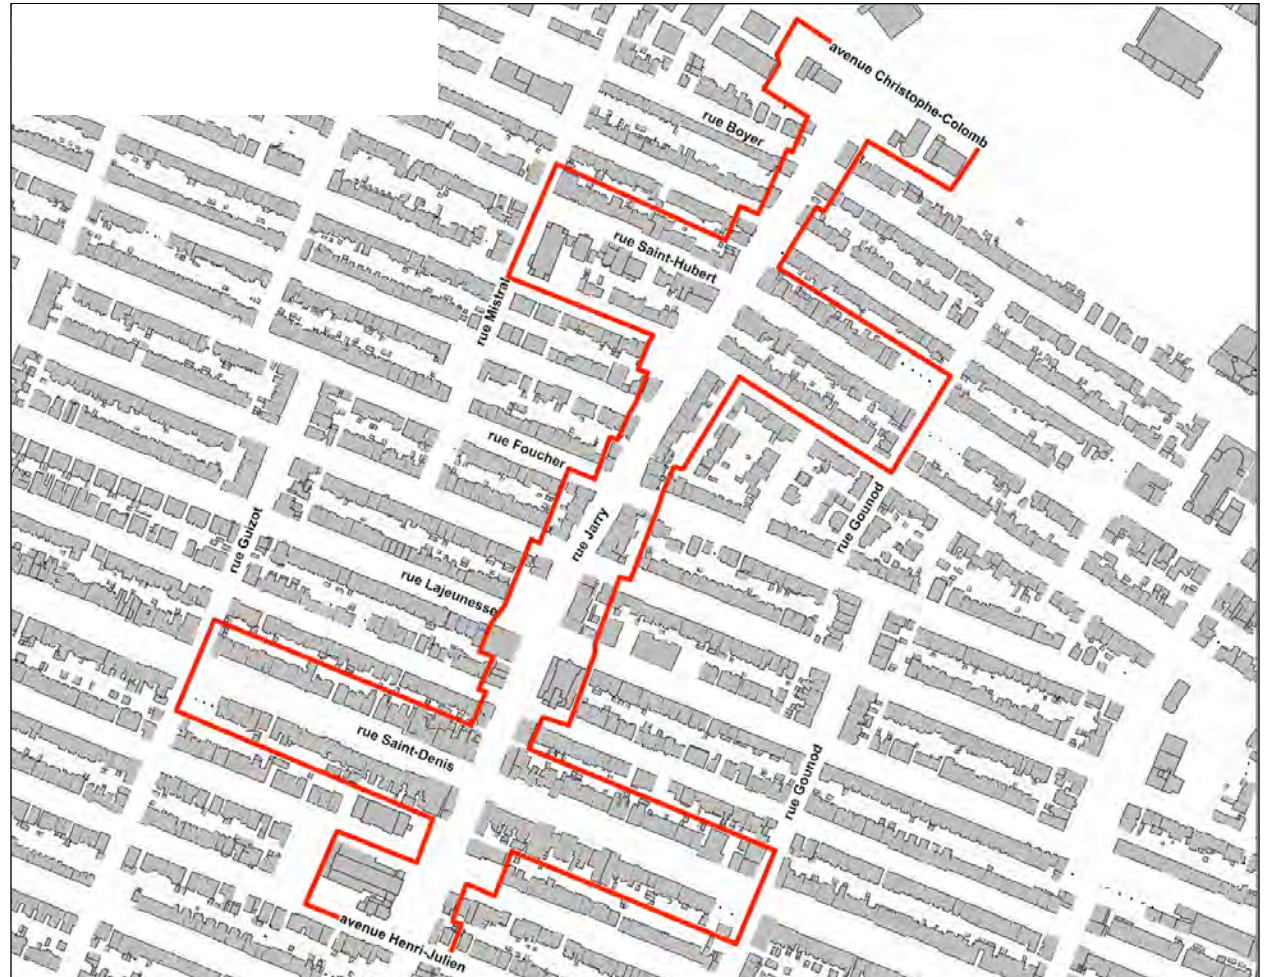 avenue Christophe-Colomb
rue Boyer
rue Saint-Hubert
rue Mistral
rue Foucher
rue Gounod
rue Jarry
rue Guizot
rue Lajeunesse
rue Saint-Denis
rue Gounod
avenue Henri-Julien